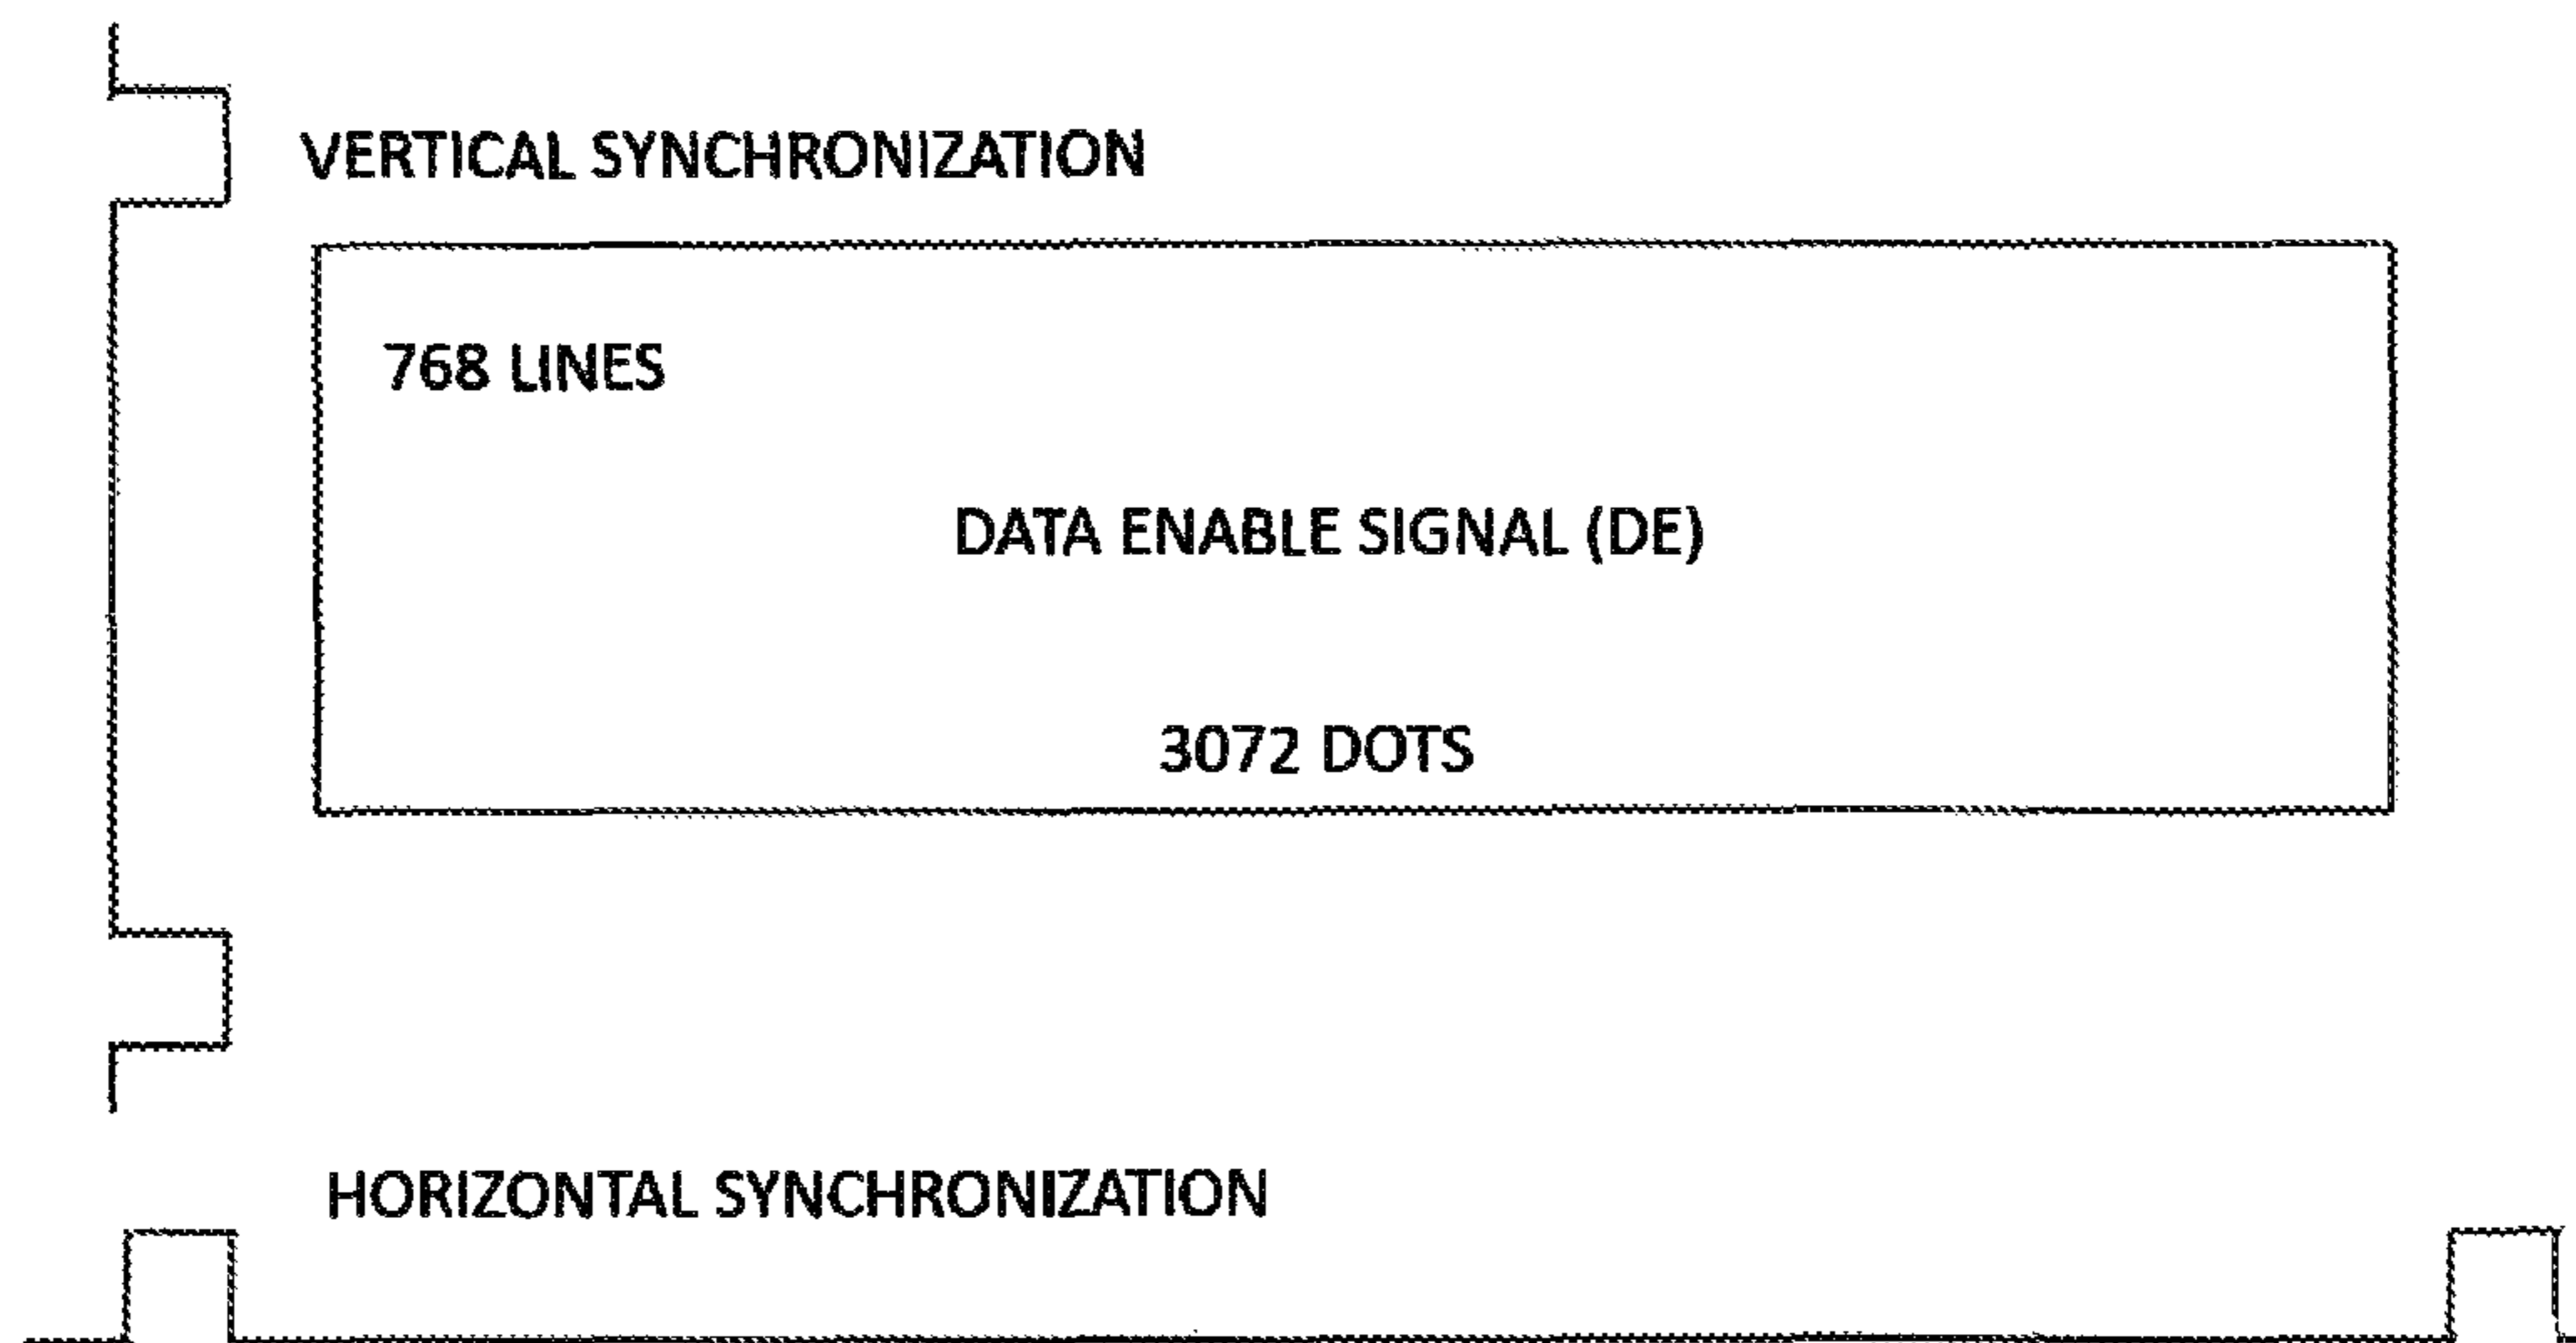 VERTICAL SYNCHRONIZATION
768 LINES
DATA ENABLE SIGNAL (DE)
3072 DOTS
HORIZONTAL SYNCHRONIZATION